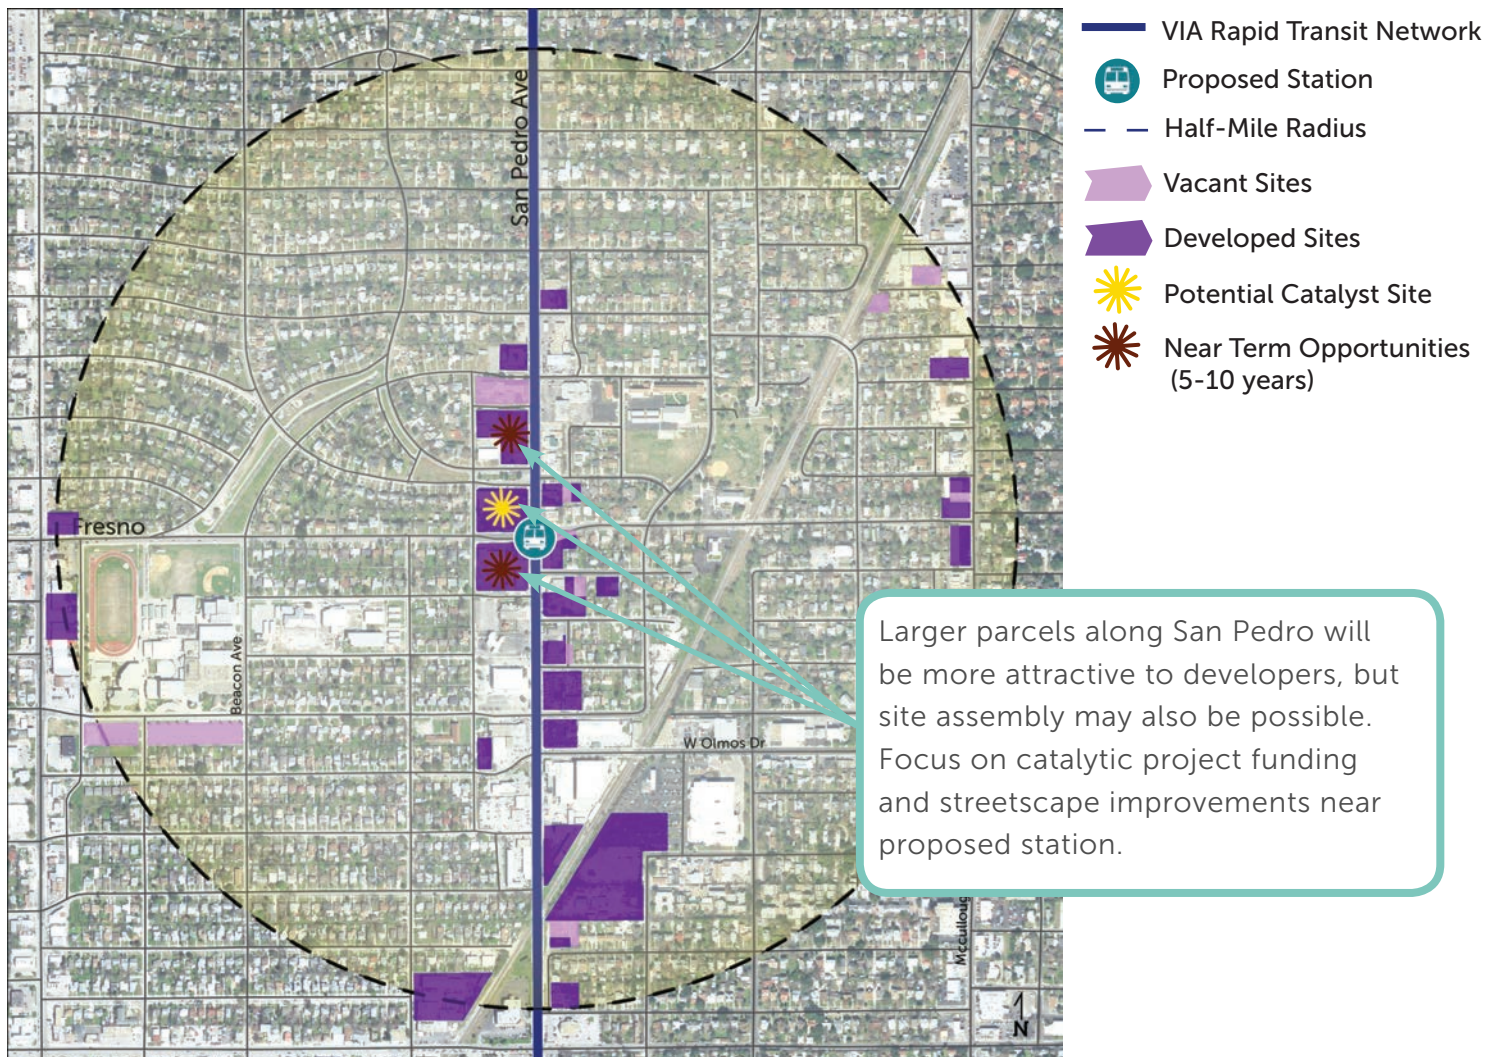 San Pedro Ave
Fresno
Beacon Ave
W Olmos Dr
Mcculloug
N
VIA Rapid Transit Network
Proposed Station
Half-Mile Radius
Vacant Sites
Developed Sites
Potential Catalyst Site
Near Term Opportunities
(5-10 years)
Larger parcels along San Pedro will
be more attractive to developers, but
site assembly may also be possible.
Focus on catalytic project funding
and streetscape improvements near
proposed station.